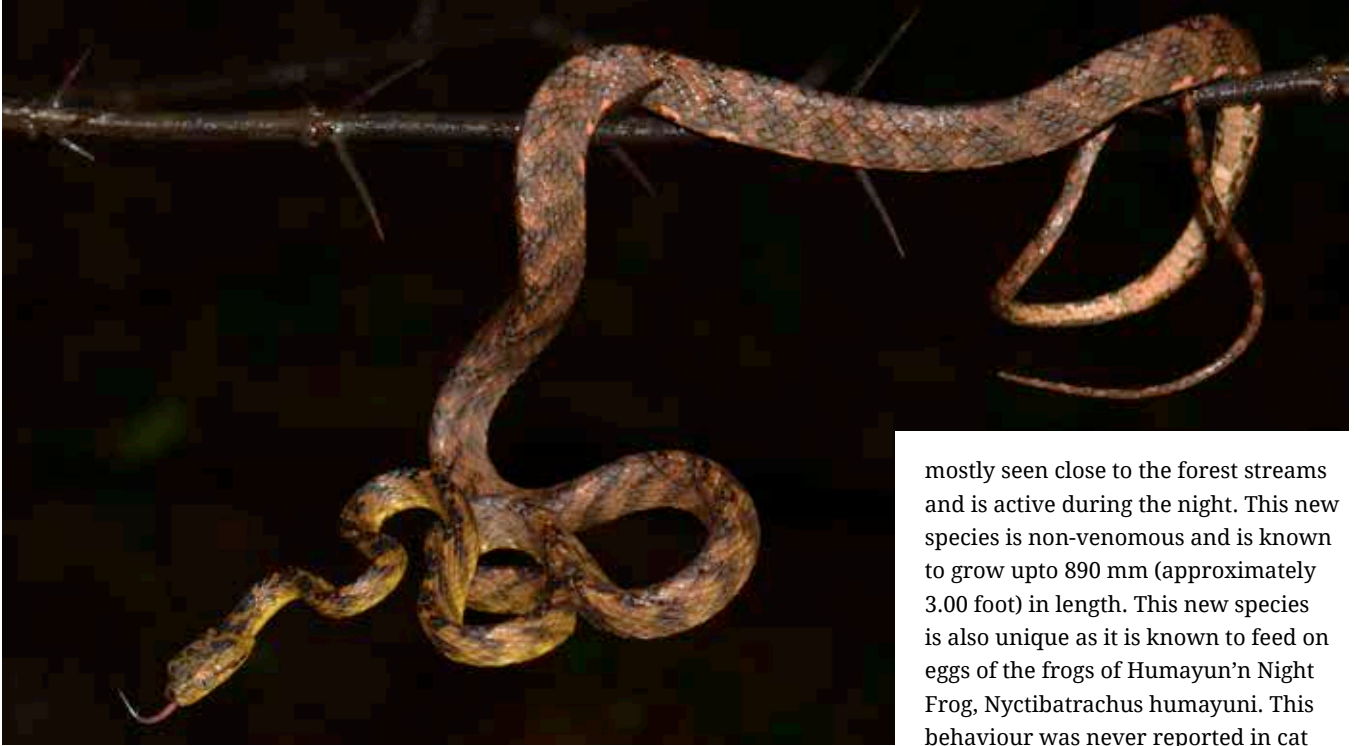 mostly seen close to the forest streams
and is active during the night. This new
species is non-venomous and is known
to grow upto 890 mm (approximately
3.00 foot) in length. This new species
is also unique as it is known to feed on
eggs of the frogs of Humayun’n Night
Frog, Nyctibatrachus humayuni. This
behaviour was never reported in cat